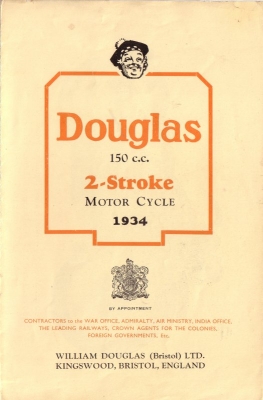 Douglas
150 c.c.
2-Stroke
MOTOR CYCLE
1934
BY APPOINTMENT
CONTRACTORS to the WAR OFFICE, ADMIRALTY, AIR MINISTRY, INDIA OFFICE,
THE LEADING RAILWAYS, CROWN AGENTS FOR THE COLONIES,
FOREIGN GOVERNMENTS, Etc.
WILLIAM DOUGLAS (Bristol) LTD.
KINGSWOOD, BRISTOL, ENGLAND